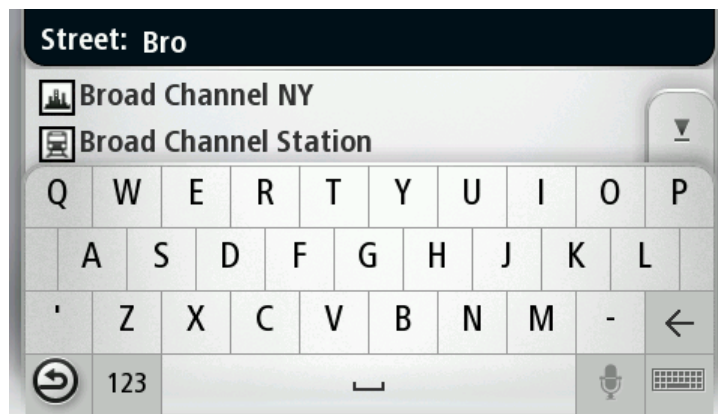 Street: Bro
Broad Channel NY
Broad Channel Station
Q W E R T Y U I O P
A S D F G H J K L
' Z X C V B N M -
123